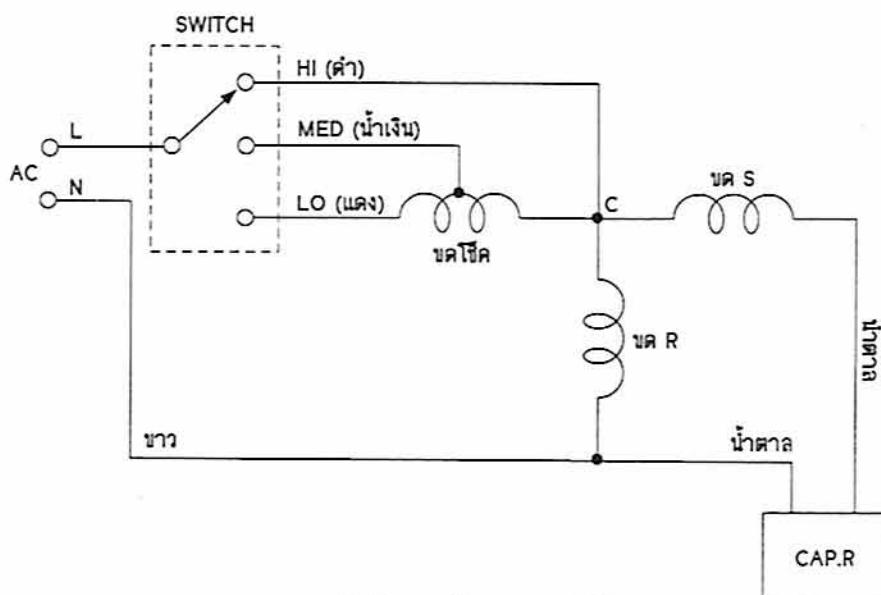 SWITCH
HI (ดำ)
L
MED (น้ำเงิน)
AC
N
LO (แดง)
C
ขด S
ขดโช๊ค
ขด R
น้ำตาล
ขาว
น้ำตาล
CAP.R